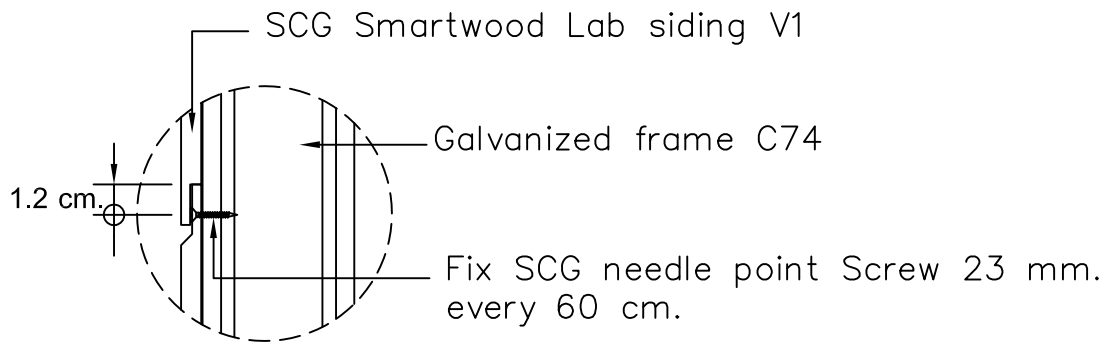 SCG Smartwood Lab siding V1
Galvanized frame C74
1.2 cm.
Fix SCG needle point Screw 23 mm.
every 60 cm.